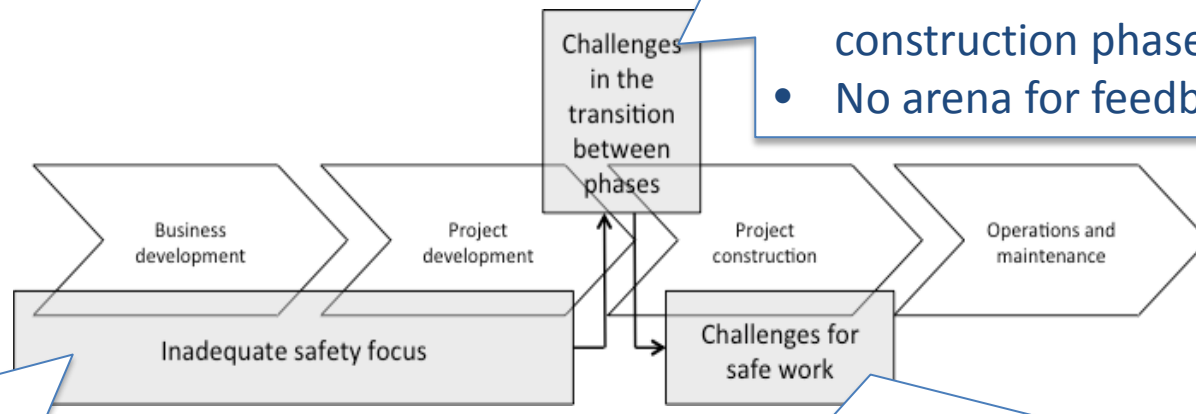 Challenges
in the
transition
between
phases
construction phase
• No arena for feedb
Business
development
Project
development
Project
construction
Operations and
maintenance
Inadequate safety focus
Challenges for
safe work